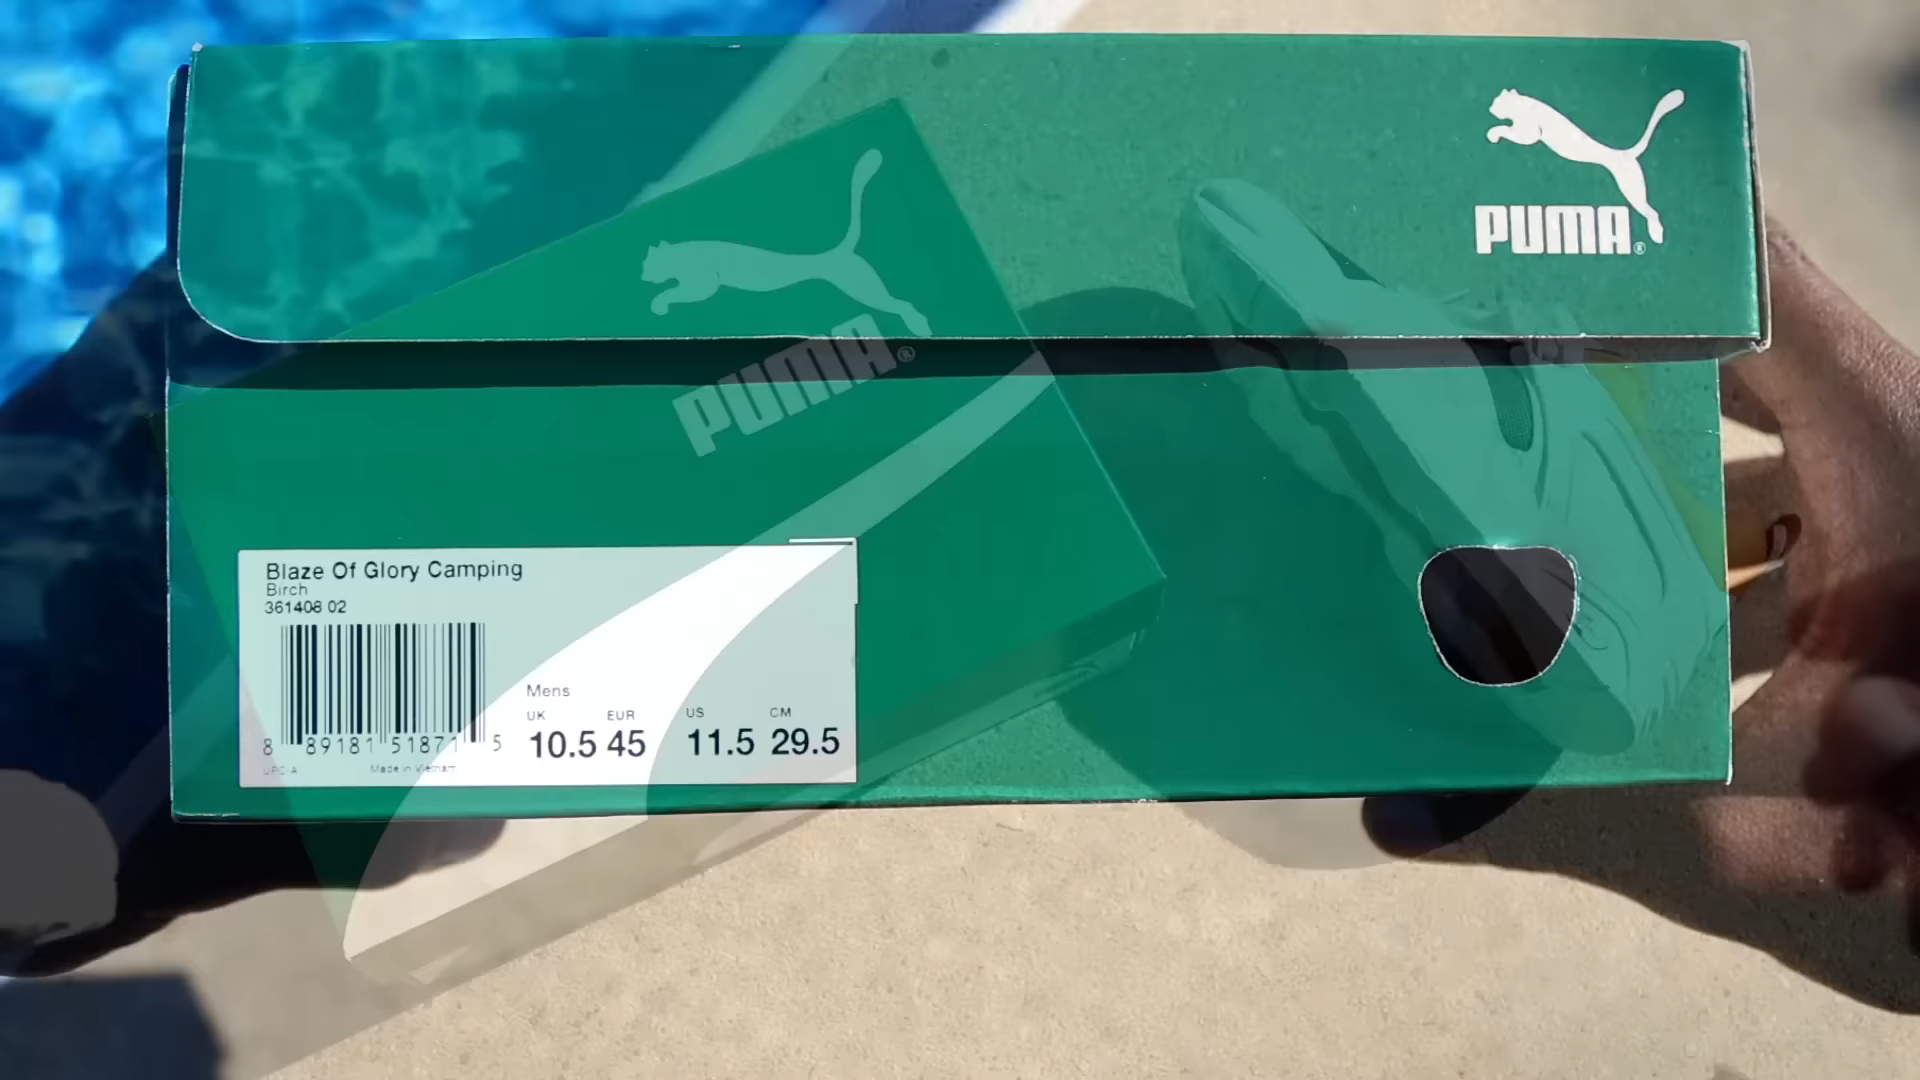 PUMA®
PUMA®
Blaze Of Glory Camping
Birch
361408 02
8 89181 51871 5
UPC-A Made in Vietnam
Mens
UK EUR US CM
10.5 45 11.5 29.5